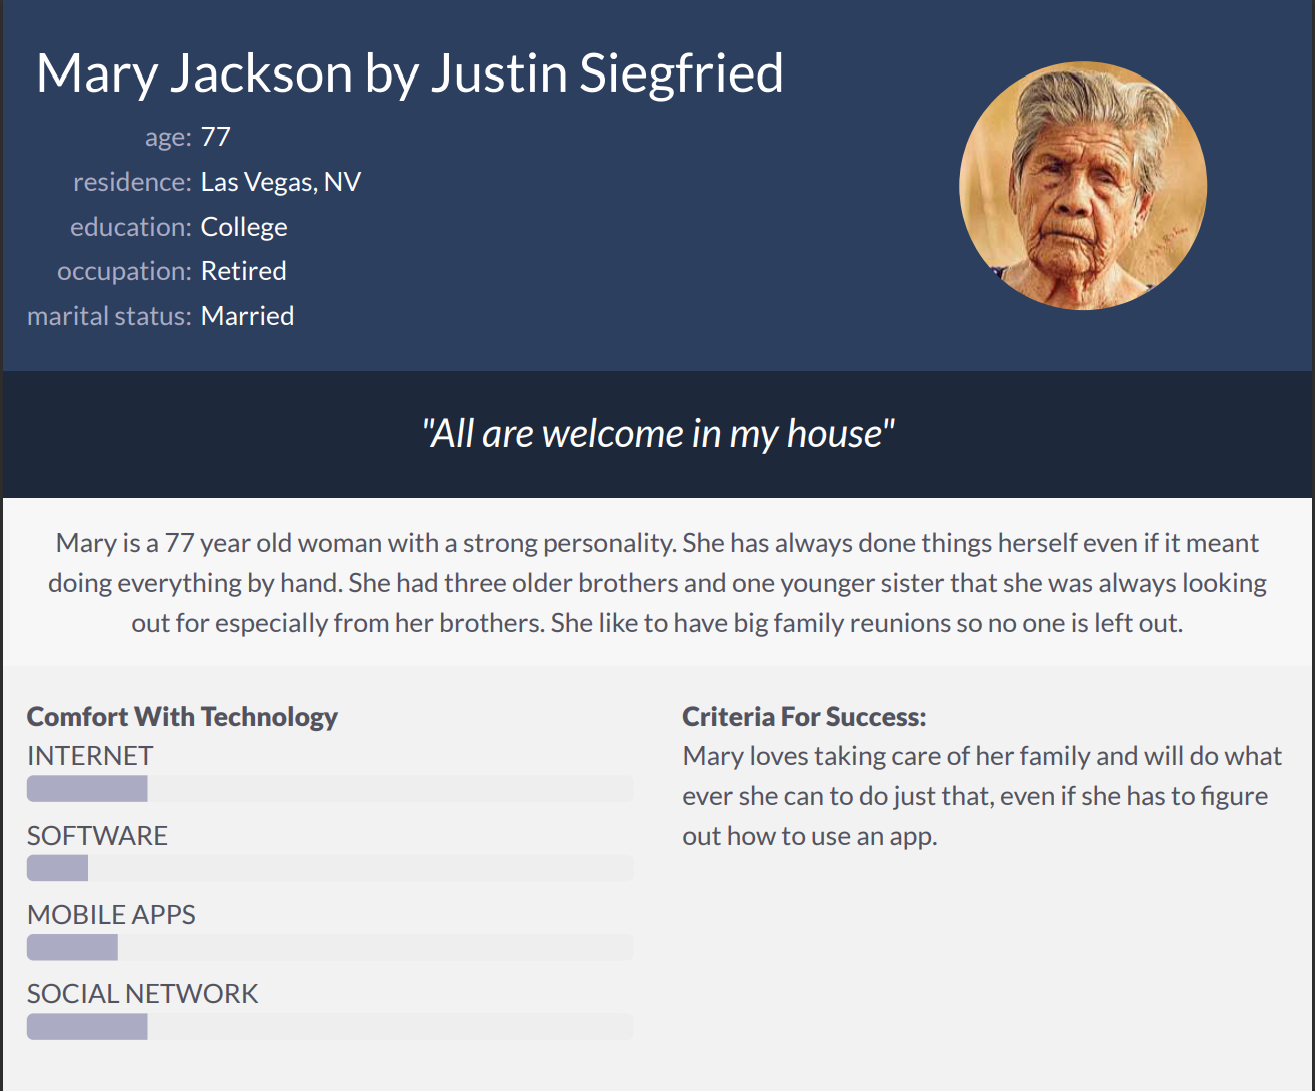 Mary Jackson by Justin Siegfried
age: 77
residence: Las Vegas, NV
education: College
occupation: Retired
marital status: Married
"All are welcome in my house"
Mary is a 77 year old woman with a strong personality. She has always done things herself even if it meant
doing everything by hand. She had three older brothers and one younger sister that she was always looking
out for especially from her brothers. She like to have big family reunions so no one is left out.
Comfort With Technology
INTERNET
SOFTWARE
MOBILE APPS
SOCIAL NETWORK
Criteria For Success:
Mary loves taking care of her family and will do what
ever she can to do just that, even if she has to figure
out how to use an app.